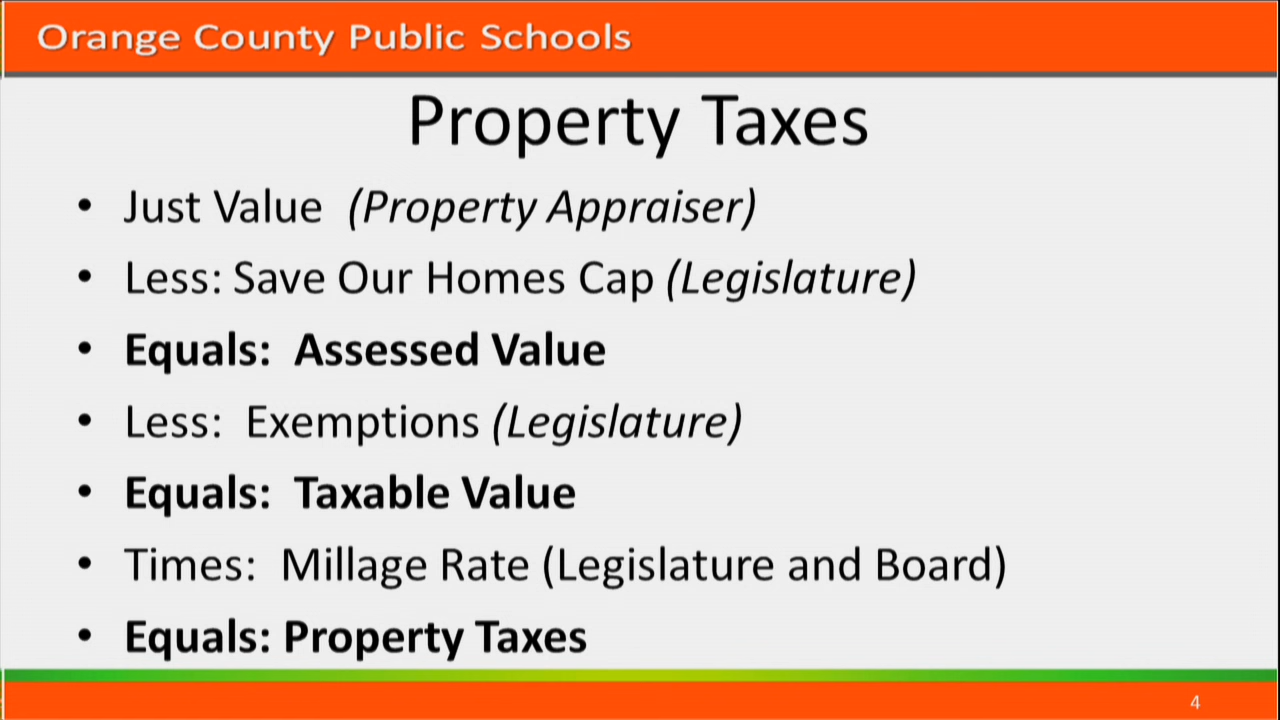 Orange County Public Schools
Property Taxes
• Just Value (Property Appraiser)
• Less: Save Our Homes Cap (Legislature)
• Equals: Assessed Value
• Less: Exemptions (Legislature)
• Equals: Taxable Value
• Times: Millage Rate (Legislature and Board)
• Equals: Property Taxes
4